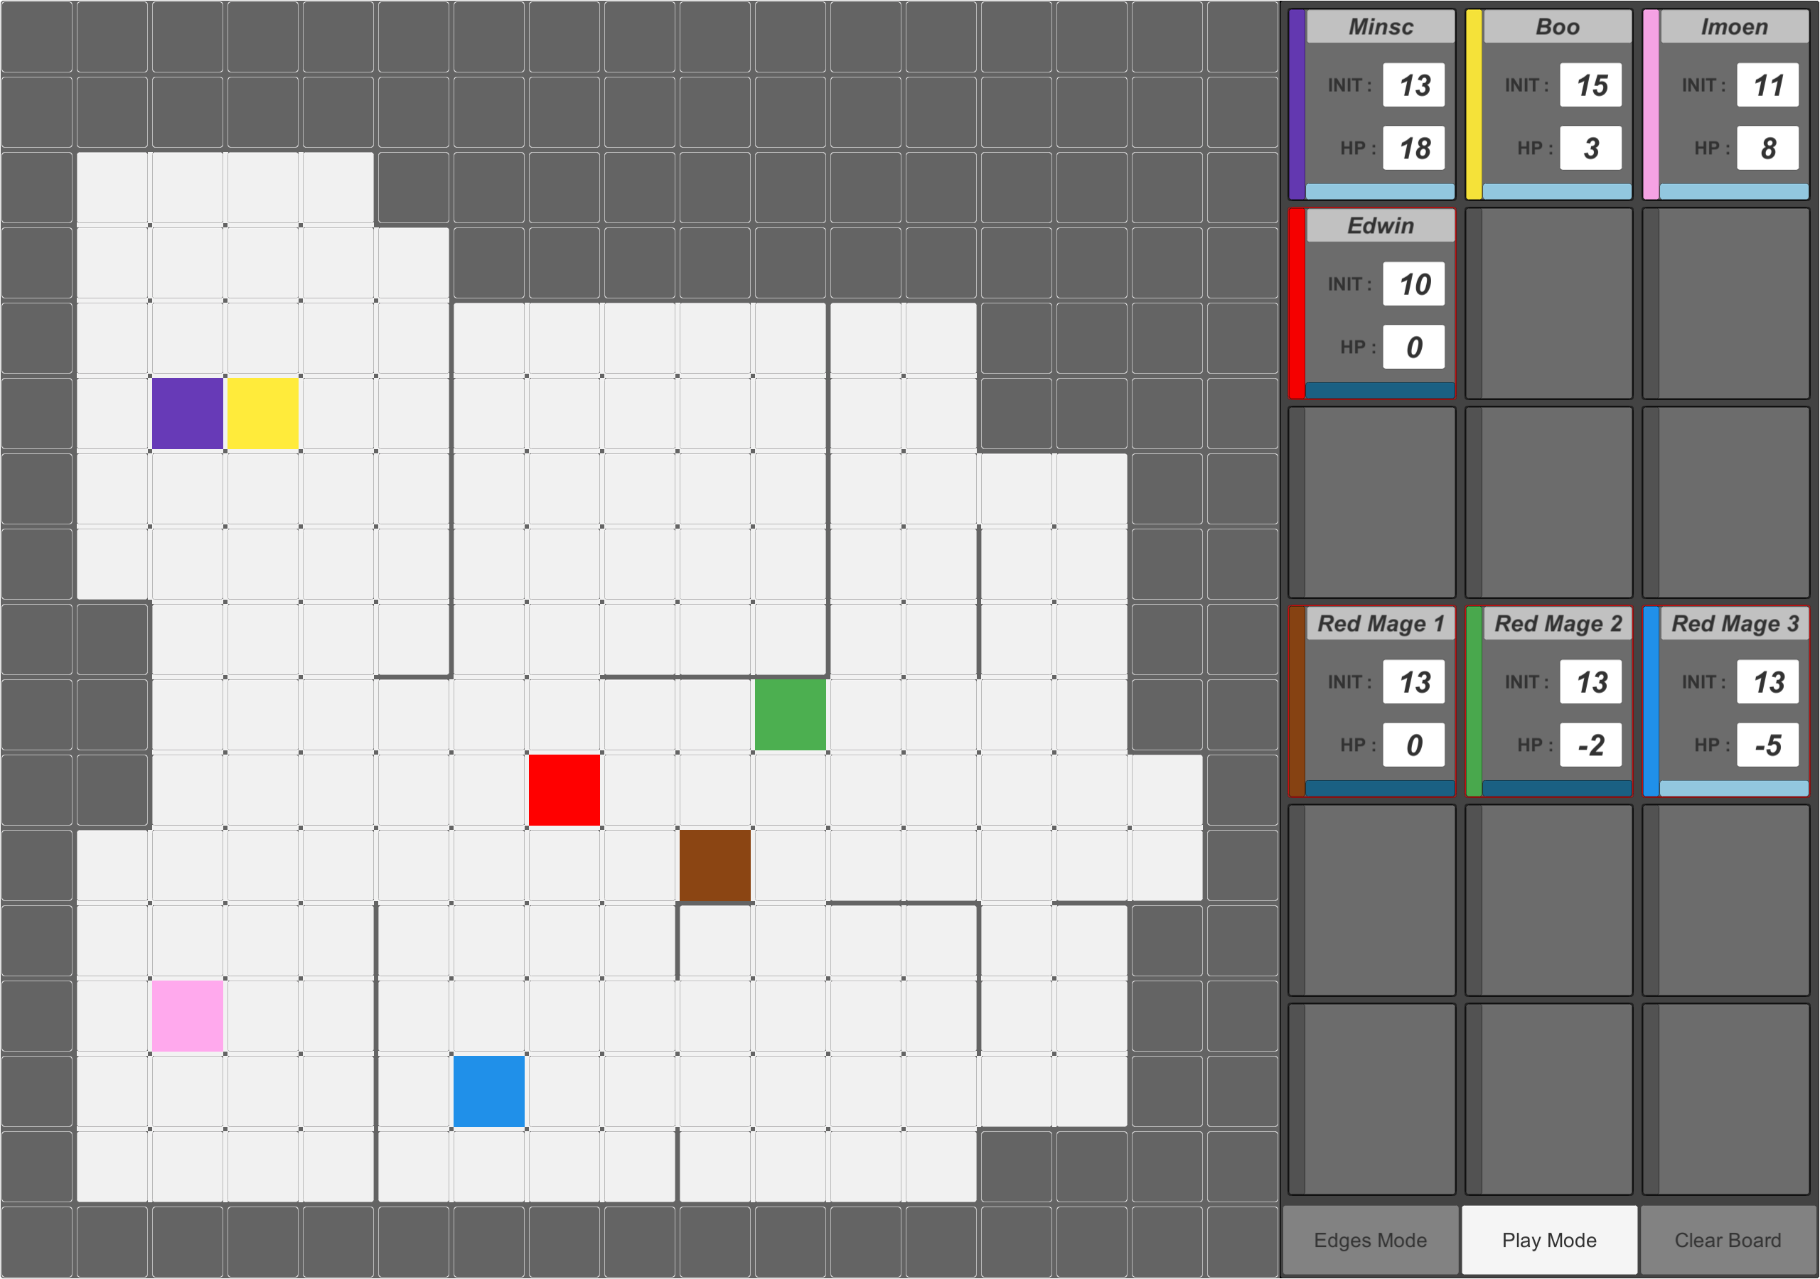 Minsc
INIT : 13
HP : 18
Boo
INIT : 15
HP : 3
Imoen
INIT : 11
HP : 8
Edwin
INIT : 10
HP : 0
Red Mage 1
INIT : 13
HP : 0
Red Mage 2
INIT : 13
HP : -2
Red Mage 3
INIT : 13
HP : -5
Edges Mode
Play Mode
Clear Board